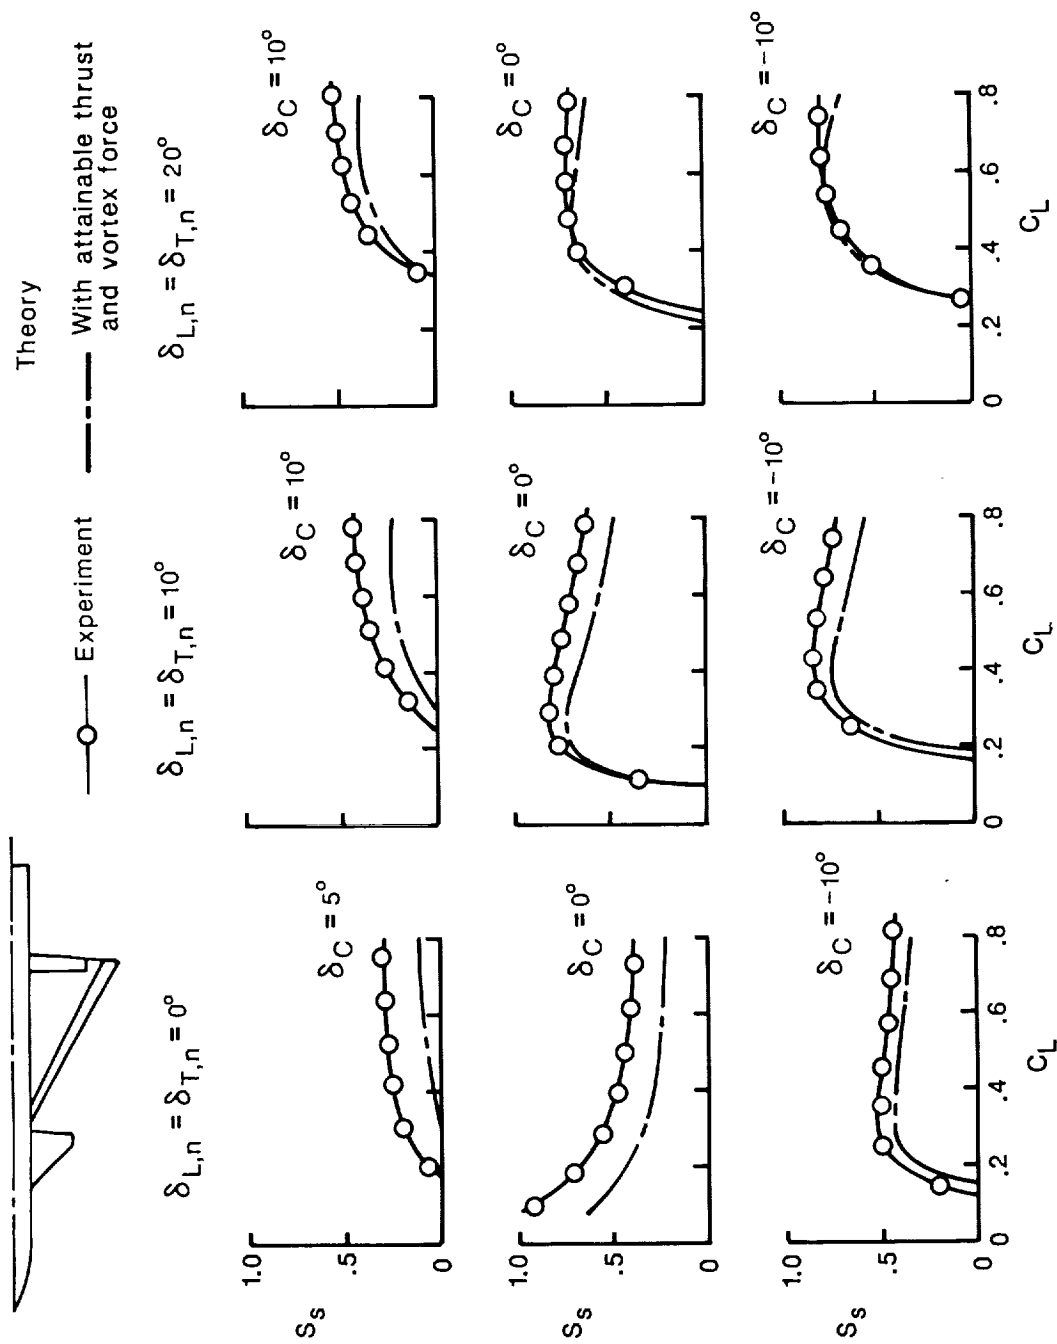 Theory
Experiment
With attainable thrust
and vortex force
δL,n = δT,n = 0°
δL,n = δT,n = 10°
δL,n = δT,n = 20°
1.0
.5
0
Ss
δC = 5°
δC = 10°
δC = 10°
1.0
.5
0
Ss
δC = 0°
δC = 0°
δC = 0°
1.0
.5
0
Ss
δC = −10°
δC = −10°
δC = −10°
0 .2 .4 .6 .8
CL
0 .2 .4 .6 .8
CL
0 .2 .4 .6 .8
CL